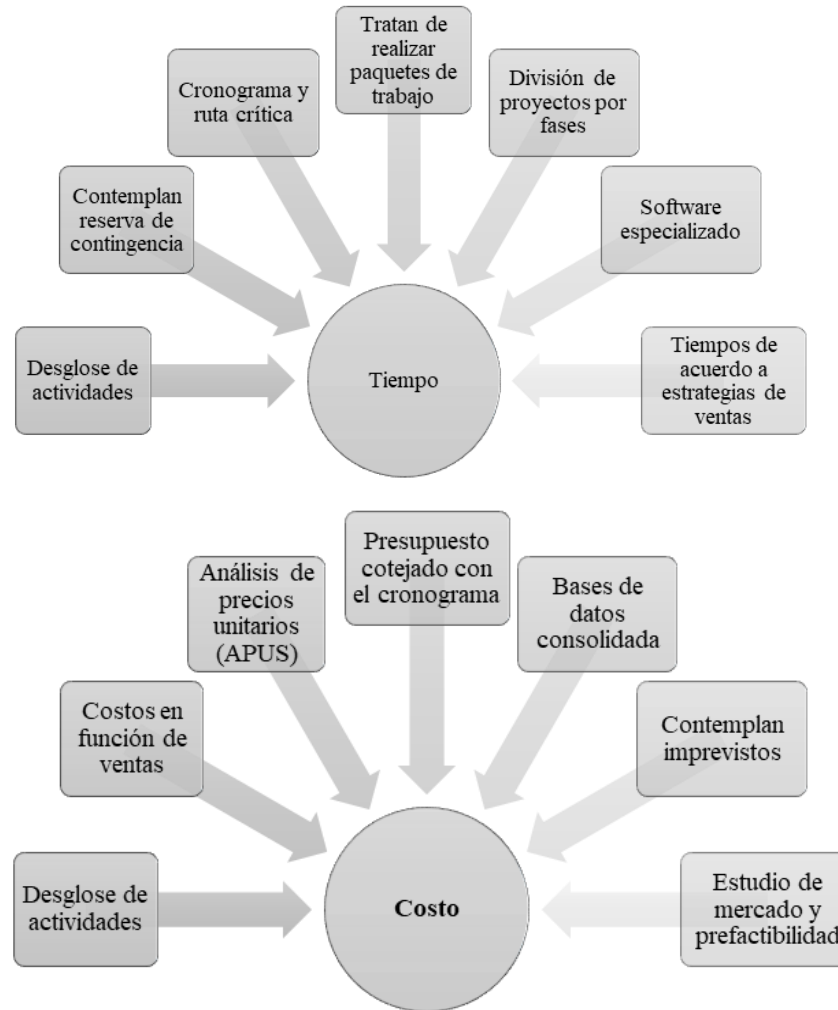 Tratan de
realizar
paquetes de
trabajo
Cronograma y
ruta crítica
División de
proyectos por
fases
Contemplan
reserva de
contingencia
Software
especializado
Desglose de
actividades
Tiempo
Tiempos de
acuerdo a
estrategias de
ventas
Presupuesto
cotejado con
el cronograma
Análisis de
precios
unitarios
(APUS)
Bases de
datos
consolidada
Costos en
función de
ventas
Contemplan
imprevistos
Desglose de
actividades
Costo
Estudio de
mercado y
prefactibilidad